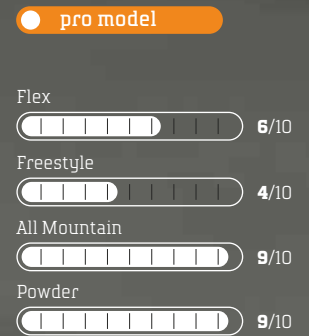 pro model
Flex
6/10
Freestyle
4/10
All Mountain
9/10
Powder
9/10